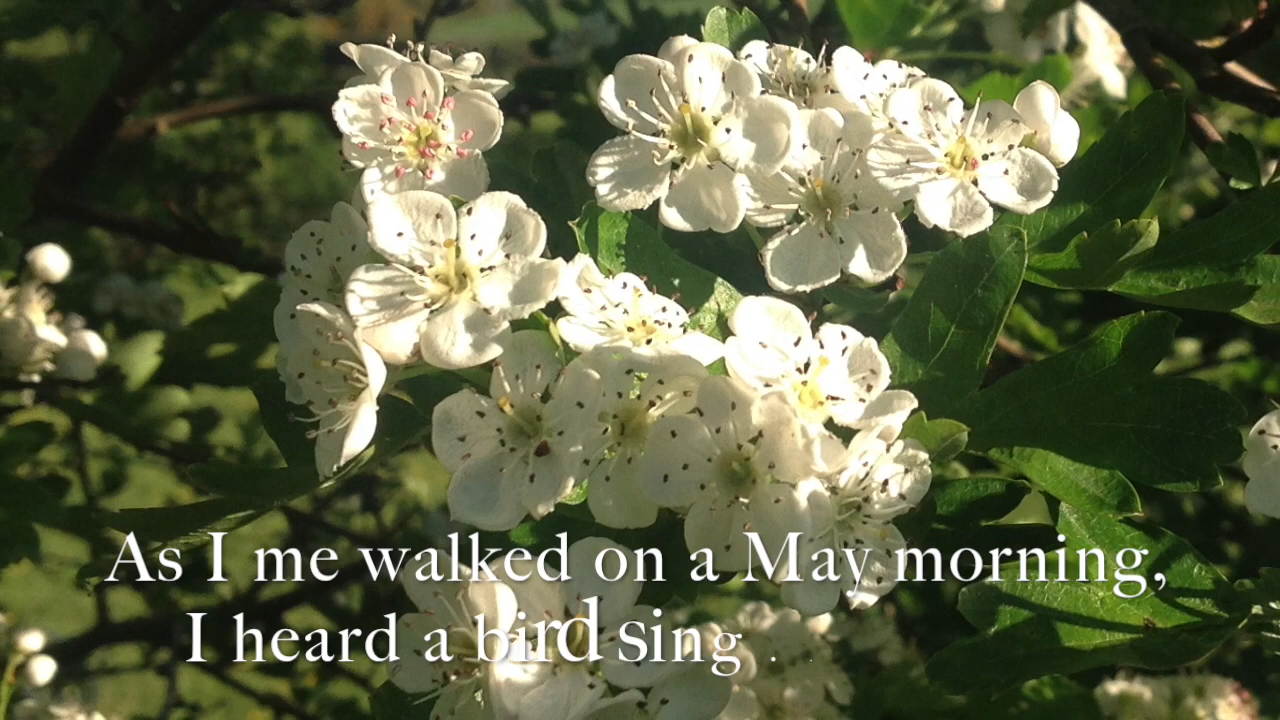 As I me walked on a May morning,
I heard a bird sing . . .